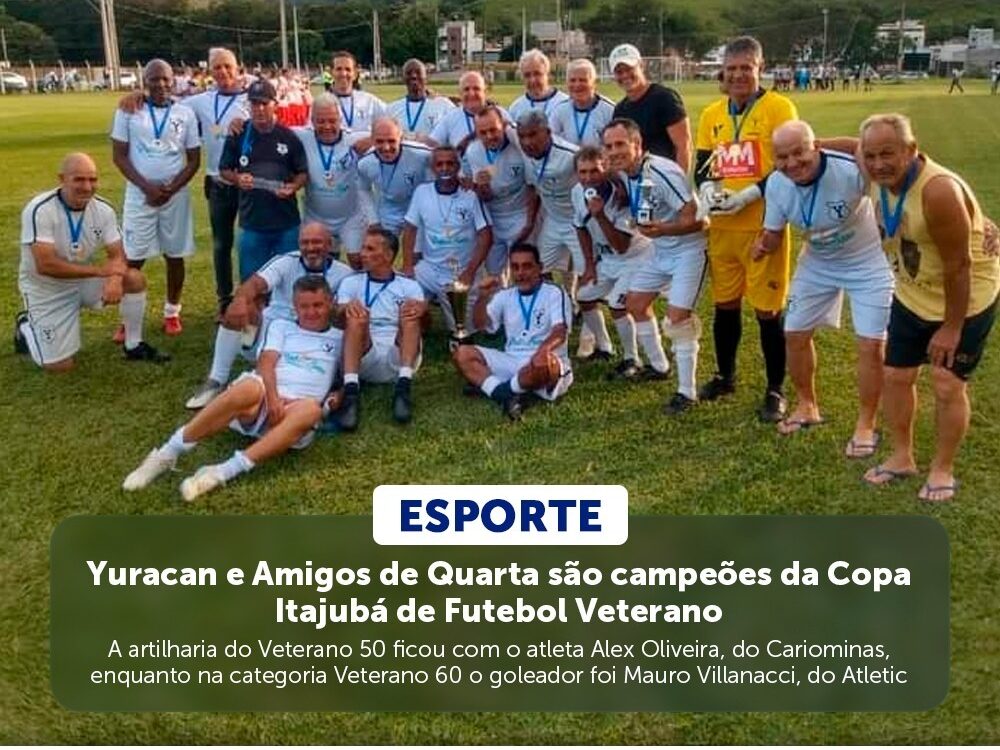 MM
ESPORTE
Yuracan e Amigos de Quarta são campeões da Copa
Itajubá de Futebol Veterano
A artilharia do Veterano 50 ficou com o atleta Alex Oliveira, do Cariominas,
enquanto na categoria Veterano 60 o goleador foi Mauro Villanacci, do Atletic